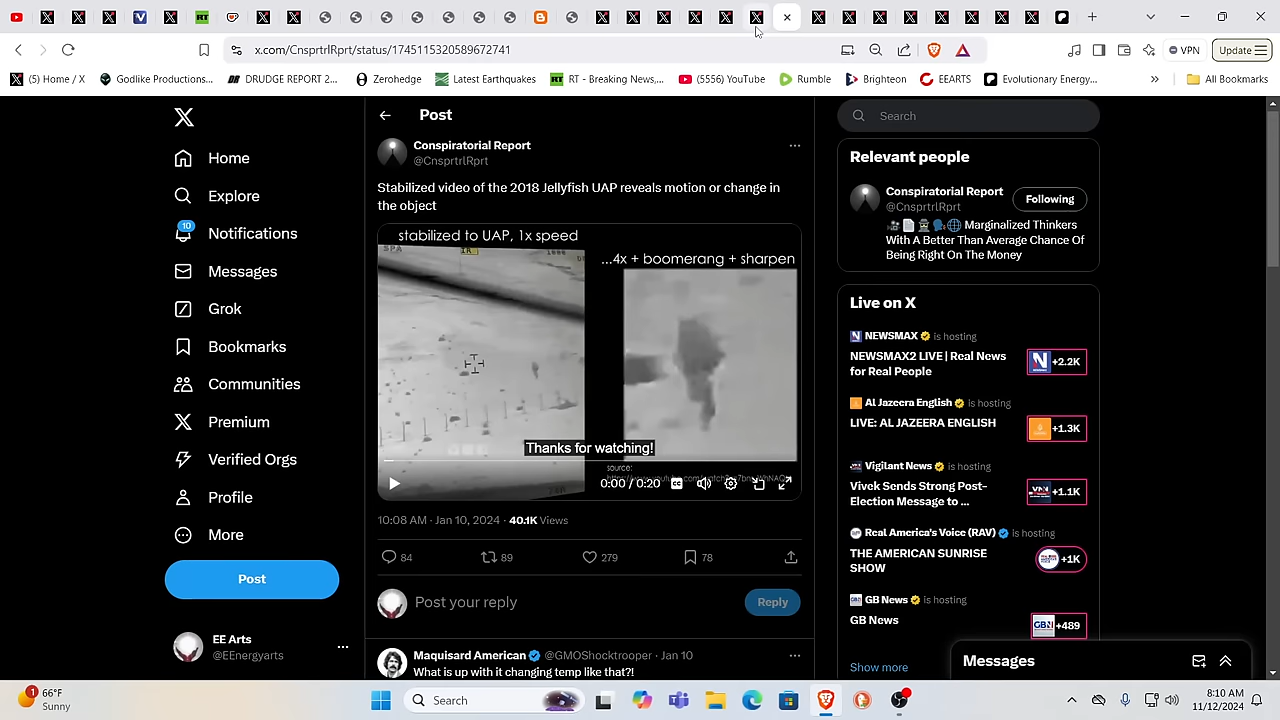 x.com/CnsprtrlRprt/status/1745115320589672741
VPN
Update
(5) Home / X
Godlike Productions...
DRUDGE REPORT 2...
Zerohedge
Latest Earthquakes
RT - Breaking News,...
(5556) YouTube
Rumble
Brighteon
EEARTS
Evolutionary Energy...
All Bookmarks
Home
Explore
10
Notifications
Messages
Grok
Bookmarks
Communities
Premium
Verified Orgs
Profile
More
Post
EE Arts
@EEnergyarts
Post
Conspiratorial Report
@CnsprtrlRprt
Stabilized video of the 2018 Jellyfish UAP reveals motion or change in
the object
stabilized to UAP, 1x speed
...4x + boomerang + sharpen
SPA
IR
1000
Thanks for watching!
source:
0:00 / 0:20
10:08 AM · Jan 10, 2024 · 40.1K Views
84
89
279
78
Post your reply
Reply
Maquisard American @GMOShocktrooper · Jan 10
What is up with it changing temp like that?!
Search
Relevant people
Conspiratorial Report
@CnsprtrlRprt
Following
Marginalized Thinkers
With A Better Than Average Chance Of
Being Right On The Money
Live on X
NEWSMAX is hosting
NEWSMAX2 LIVE | Real News
for Real People
+2.2K
Al Jazeera English is hosting
LIVE: AL JAZEERA ENGLISH
+1.3K
Vigilant News is hosting
Vivek Sends Strong Post-
Election Message to ...
+1.1K
Real America's Voice (RAV) is hosting
THE AMERICAN SUNRISE
SHOW
+1K
GB News is hosting
GB News
+489
Show more
Messages
1
66°F
Sunny
Search
8:10 AM
11/12/2024